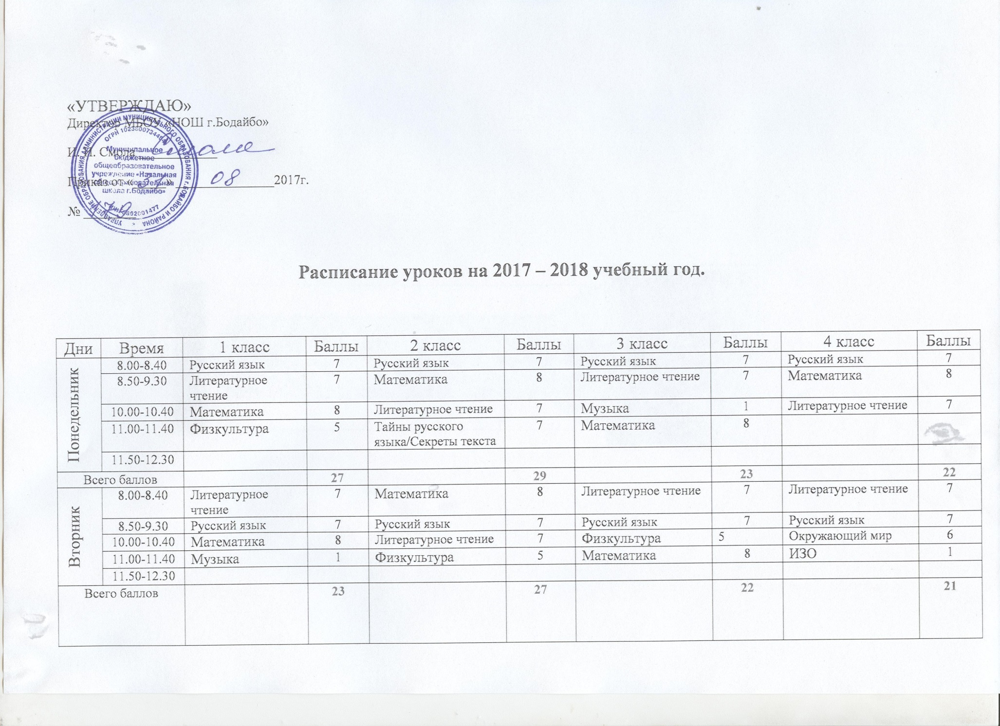 «УТВЕРЖДАЮ»
Директор МБОУ «НОШ г.Бодайбо»
И. И. Смола
Приказ от «31» 08 2017г.
№ 179
УПРАВЛЕНИЕ ОБРАЗОВАНИЯ АДМИНИСТРАЦИИ МУНИЦИПАЛЬНОГО ОБРАЗОВАНИЯ г. БОДАЙБО И РАЙОНА
ОГРН
Муниципальное
бюджетное
общеобразовательное
учреждение «Начальная
общеобразовательная
школа г.Бодайбо»
Расписание уроков на 2017 – 2018 учебный год.
Дни Время 1 класс Баллы 2 класс Баллы 3 класс Баллы 4 класс Баллы
Понедельник
8.00-8.40 Русский язык 7 Русский язык 7 Русский язык 7 Русский язык 7
8.50-9.30 Литературное 7 Математика 8 Литературное чтение 7 Математика 8
чтение
10.00-10.40 Математика 8 Литературное чтение 7 Музыка 1 Литературное чтение 7
11.00-11.40 Физкультура 5 Тайны русского 7 Математика 8
языка/Секреты текста
11.50-12.30
Всего баллов 27 29 23 22
Вторник
8.00-8.40 Литературное 7 Математика 8 Литературное чтение 7 Литературное чтение 7
чтение
8.50-9.30 Русский язык 7 Русский язык 7 Русский язык 7 Русский язык 7
10.00-10.40 Математика 8 Литературное чтение 7 Физкультура 5 Окружающий мир 6
11.00-11.40 Музыка 1 Физкультура 5 Математика 8 ИЗО 1
11.50-12.30
Всего баллов 23 27 22 21